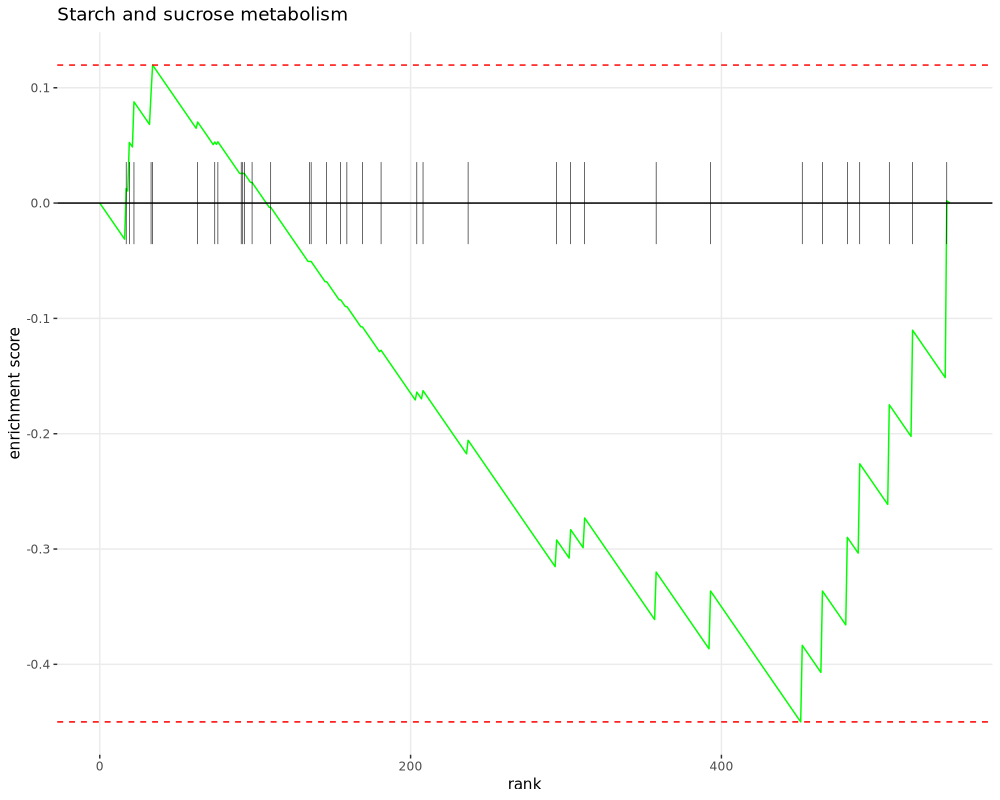 Starch and sucrose metabolism
0.1
0.0
-0.1
-0.2
-0.3
-0.4
enrichment score
0 200 400
rank